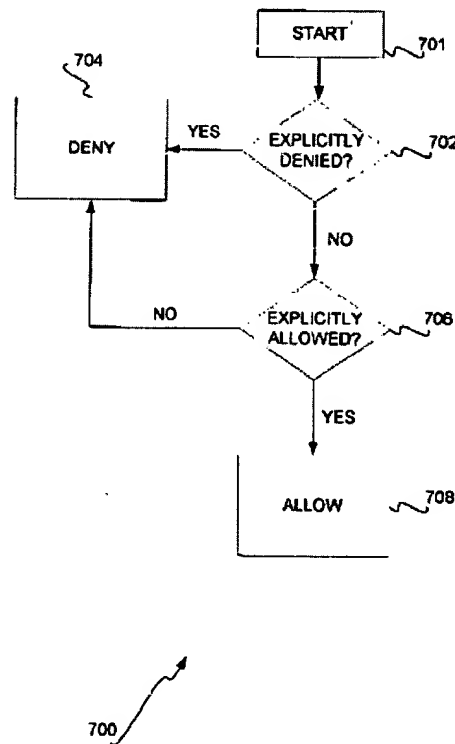 START
701
704
EXPLICITLY
DENIED?
702
YES
DENY
NO
EXPLICITLY
ALLOWED?
706
NO
YES
ALLOW
708
700